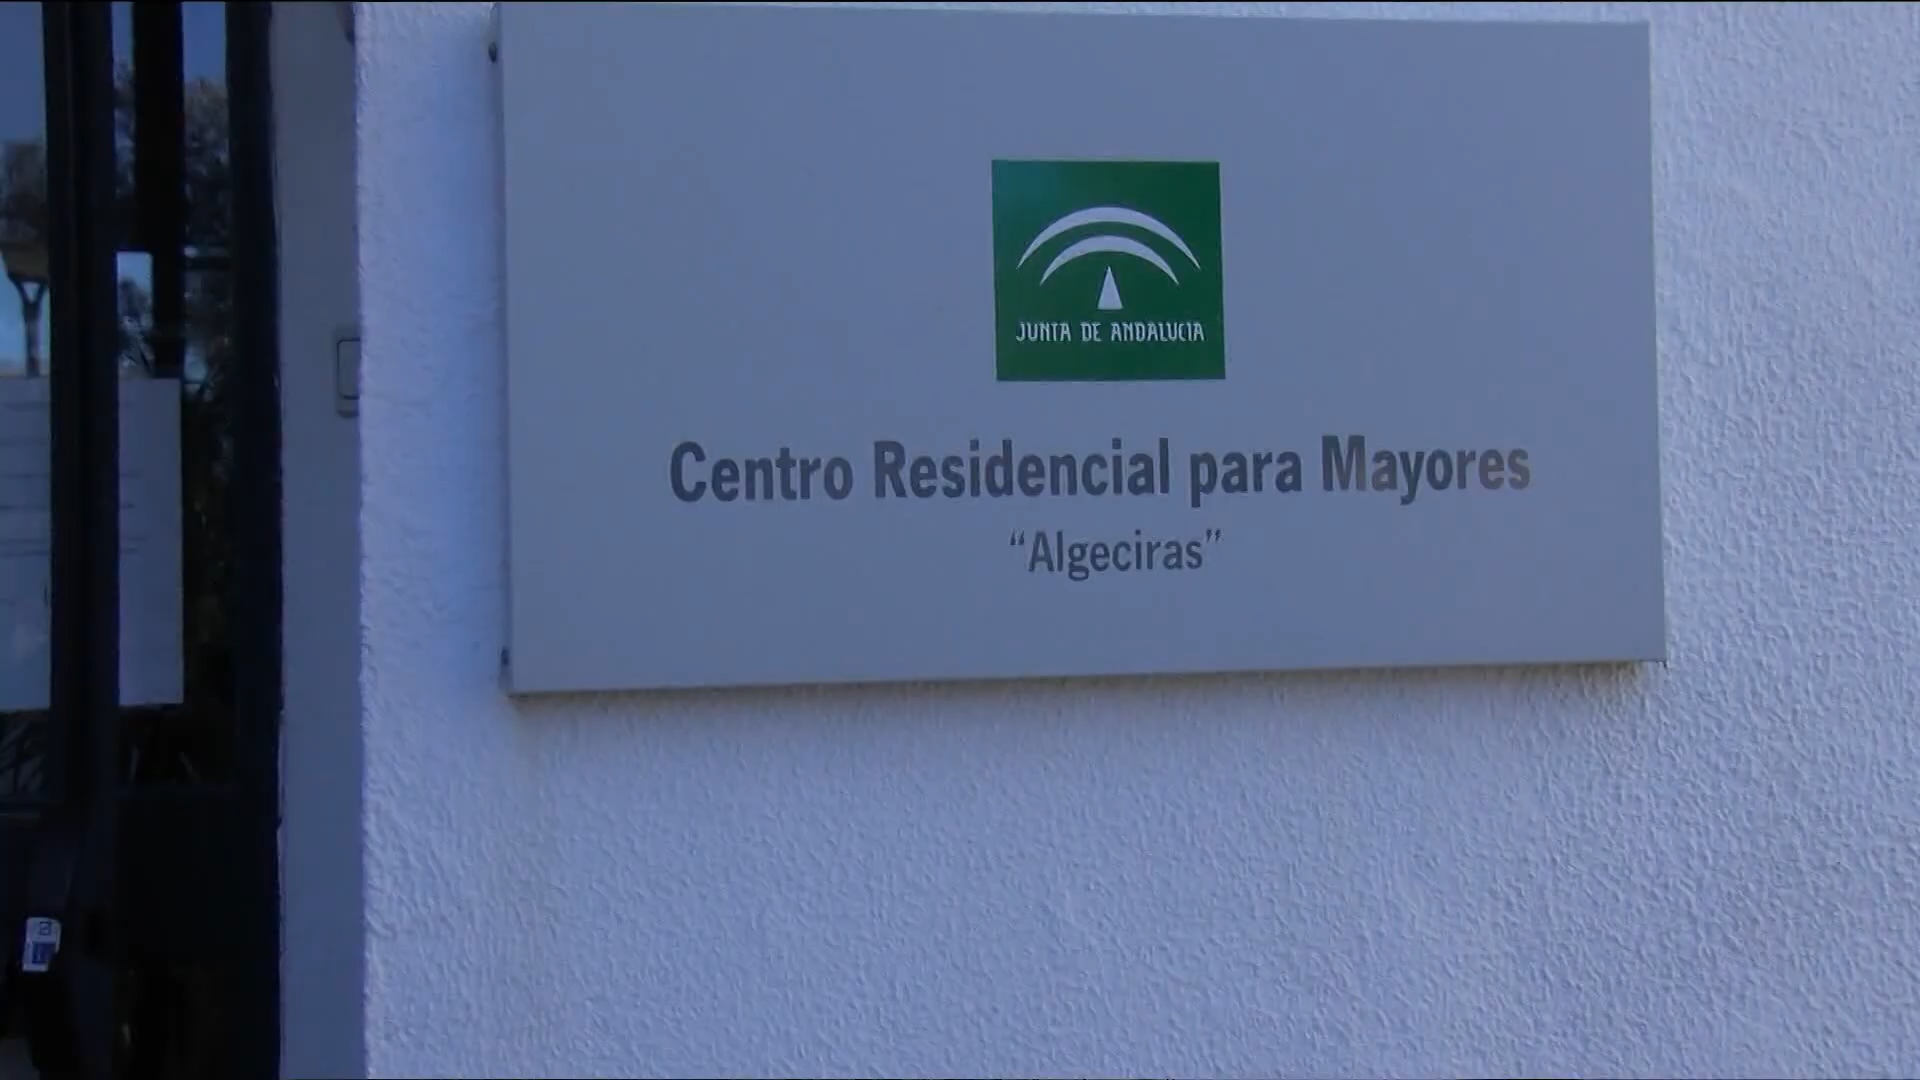 JUNTA DE ANDALUCIA
Centro Residencial para Mayores
“Algeciras”